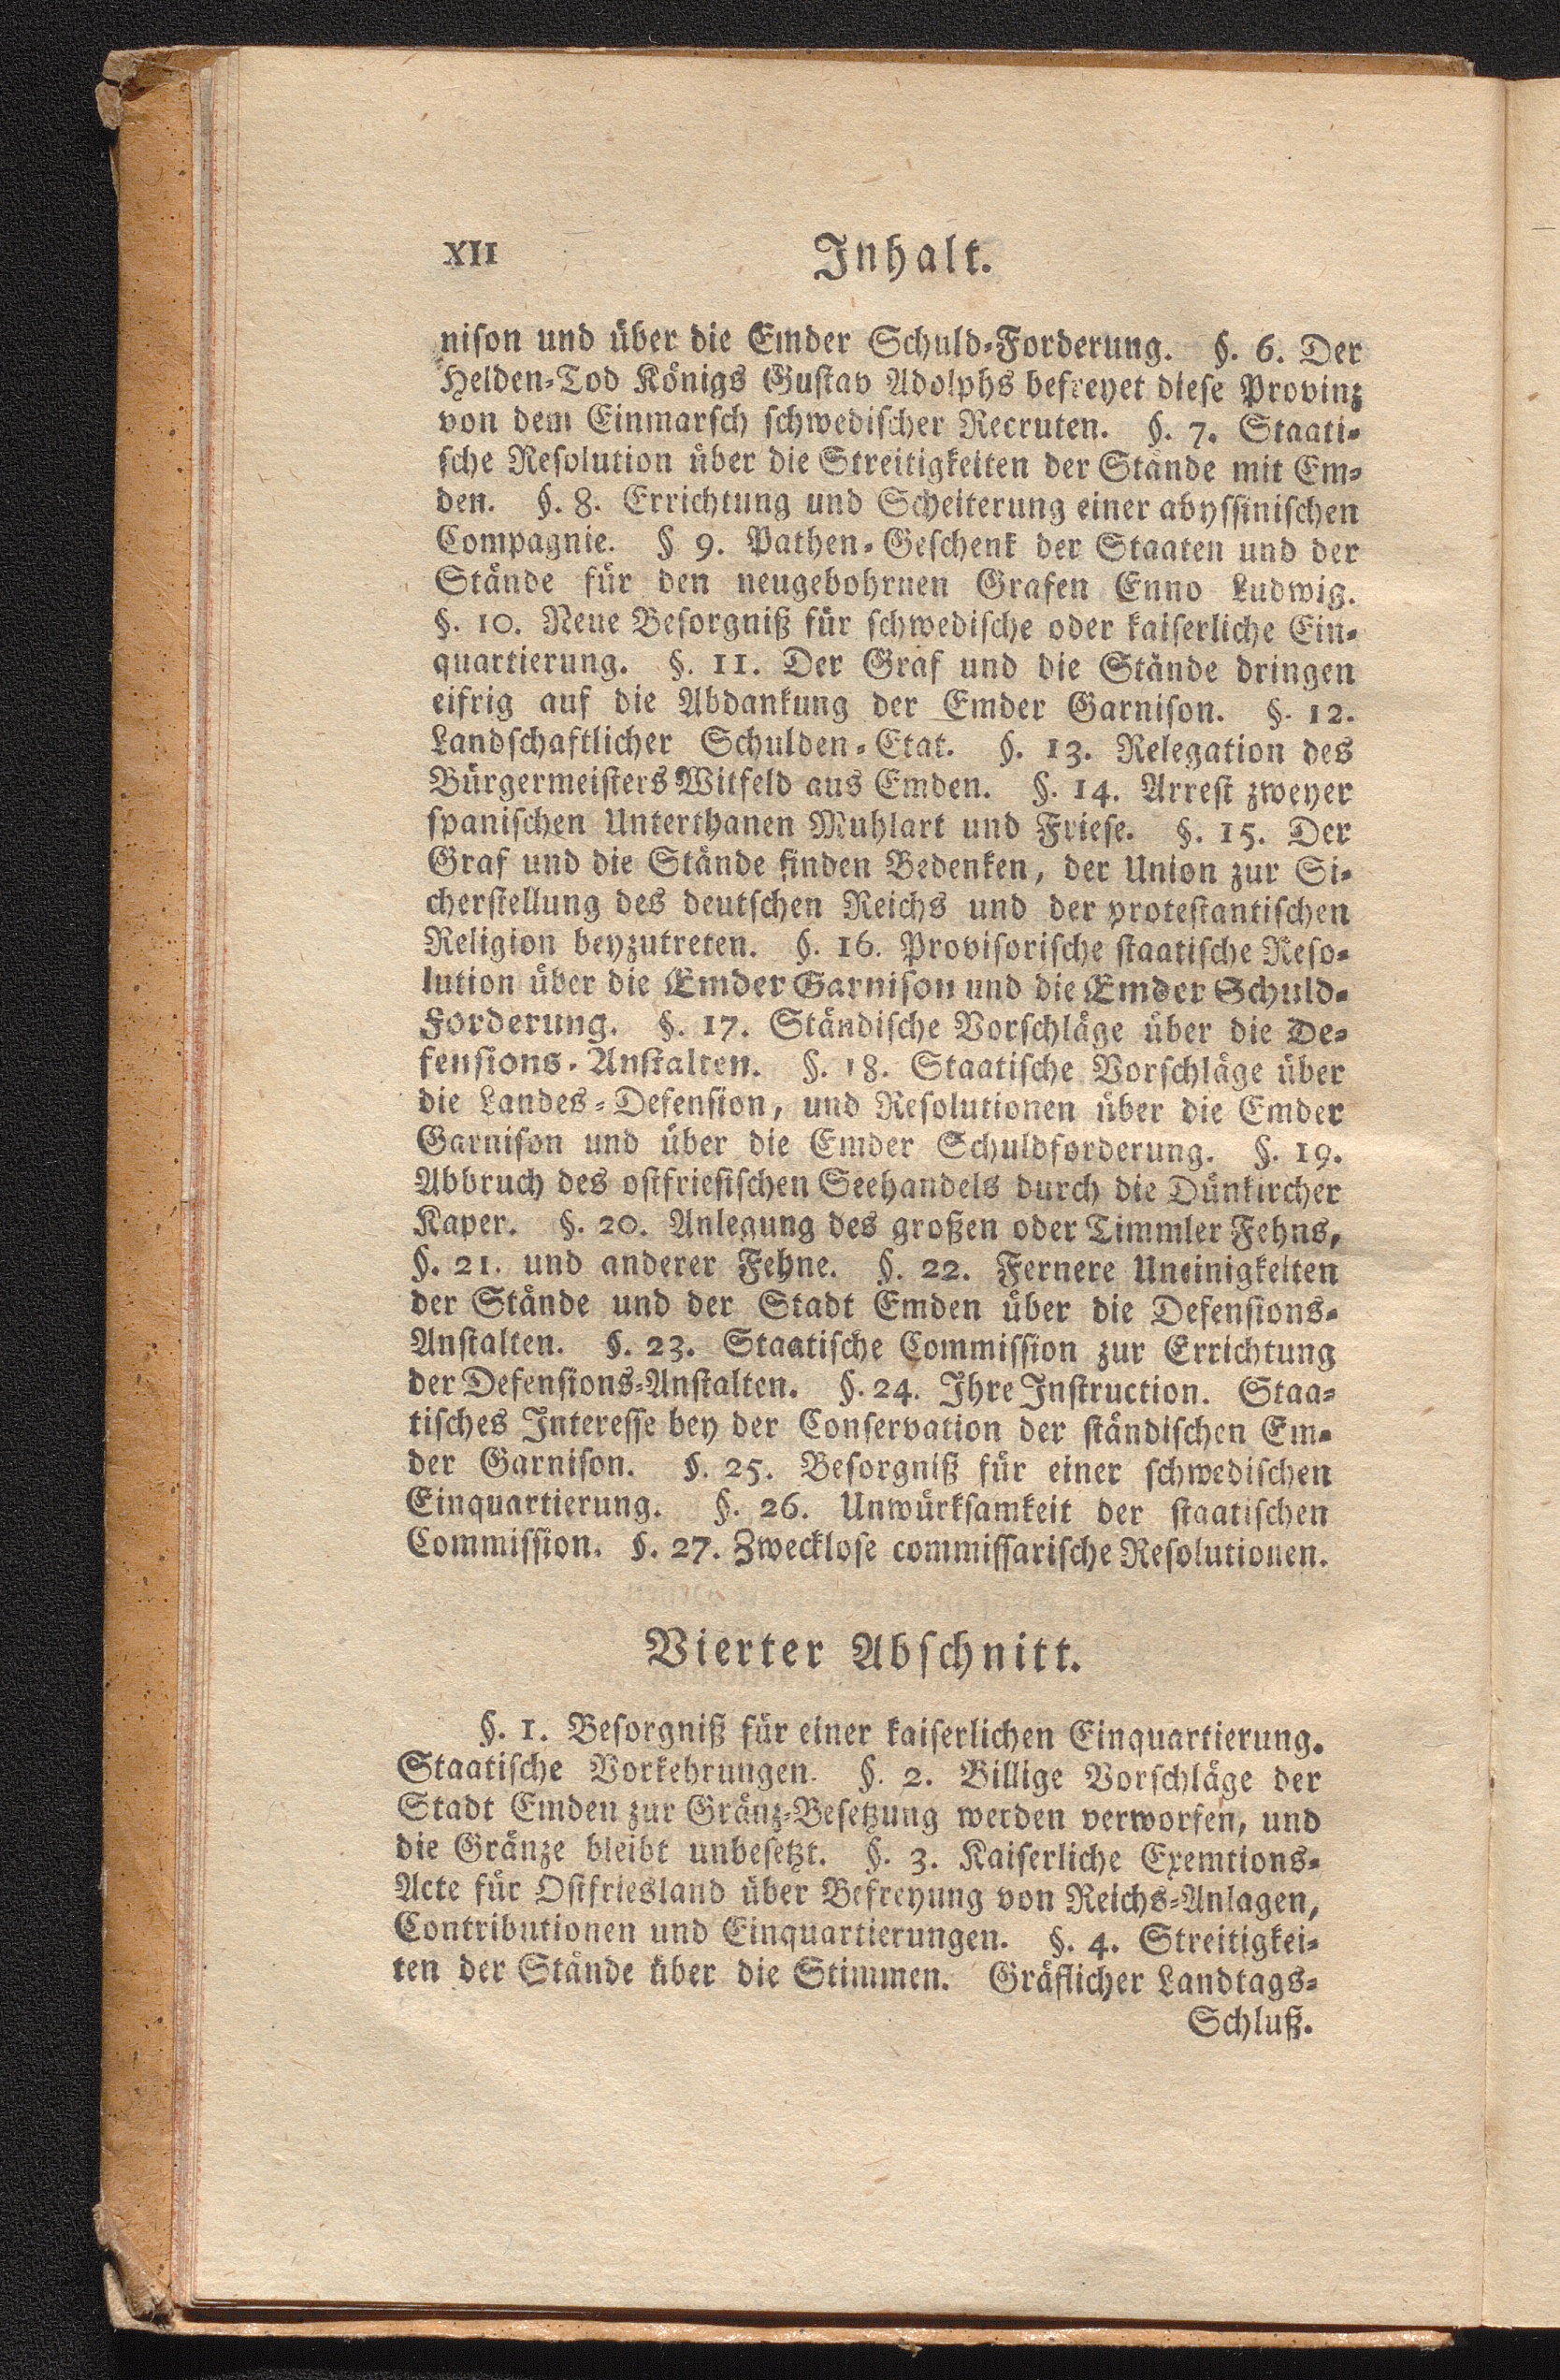 XII Inhalt.
niſon und über die Emder Schuld-Forderung. §. 6. Der
Helden-Tod Königs Guſtav Adolphs befreyet dieſe Provinz
von dem Einmarſch ſchwediſcher Recruten. §. 7. Staati-
ſche Reſolution über die Streitigkeiten der Stände mit Em-
den. §. 8. Errichtung und Scheiterung einer abyſſiniſchen
Compagnie. § 9. Pathen-Geſchenk der Staaten und der
Stände für den neugebohrnen Grafen Enno Ludwig.
§. 10. Neue Beſorgniß für ſchwediſche oder kaiſerliche Ein-
quartierung. §. 11. Der Graf und die Stände dringen
eifrig auf die Abdankung der Emder Garniſon. §. 12.
Landſchaftlicher Schulden-Etat. §. 13. Relegation des
Bürgermeiſters Witfeld aus Emden. §. 14. Arreſt zweyer
ſpaniſchen Unterthanen Muhlart und Frieſe. §. 15. Der
Graf und die Stände finden Bedenken, der Union zur Si-
cherſtellung des deutſchen Reichs und der proteſtantiſchen
Religion beyzutreten. §. 16. Proviſoriſche ſtaatiſche Reſo-
lution über die Emder Garniſon und die Emder Schuld-
Forderung. §. 17. Ständiſche Vorſchläge über die De-
fenſions-Anſtalten. §. 18. Staatiſche Vorſchläge über
die Landes-Defenſion, und Reſolutionen über die Emder
Garniſon und über die Emder Schuldforderung. §. 19.
Abbruch des oſtfrieſiſchen Seehandels durch die Dünkircher
Kaper. §. 20. Anlegung des großen oder Timmler Fehns,
§. 21. und anderer Fehne. §. 22. Fernere Uneinigkeiten
der Stände und der Stadt Emden über die Defenſions-
Anſtalten. §. 23. Staatiſche Commiſſion zur Errichtung
der Defenſions-Anſtalten. §. 24. Ihre Inſtruction. Staa-
tiſches Intereſſe bey der Conſervation der ſtändiſchen Em-
der Garniſon. §. 25. Beſorgniß für einer ſchwediſchen
Einquartierung. §. 26. Unwürkſamkeit der ſtaatiſchen
Commiſſion. §. 27. Zweckloſe commiſſariſche Reſolutionen.
Vierter Abſchnitt.
§. 1. Beſorgniß für einer kaiſerlichen Einquartierung.
Staatiſche Vorkehrungen. §. 2. Billige Vorſchläge der
Stadt Emden zur Gränz-Beſetzung werden verworfen, und
die Gränze bleibt unbeſetzt. §. 3. Kaiſerliche Exemtions-
Acte für Oſtfriesland über Befreyung von Reichs-Anlagen,
Contributionen und Einquartierungen. §. 4. Streitigkei-
ten der Stände über die Stimmen. Gräflicher Landtags-
Schluß.